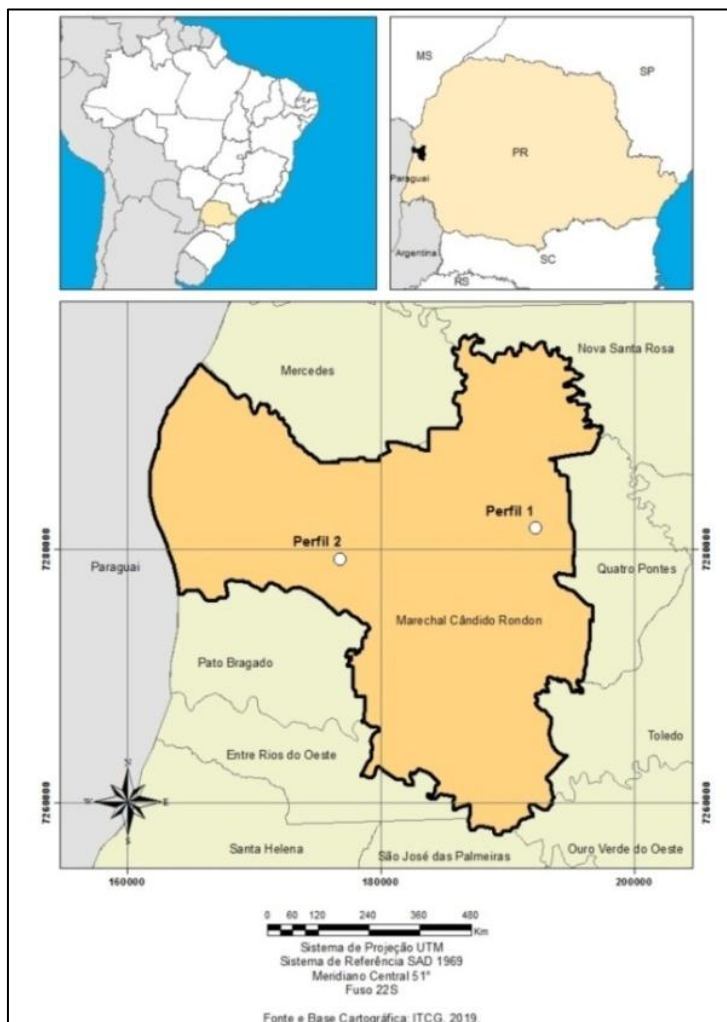 MS
SP
PR
Paraguai
Argentina
SC
RS
Nova Santa Rosa
Mercedes
Perfil 1
Perfil 2
7280000
Paraguai
Quatro Pontes
Marechal Cândido Rondon
Pato Bragado
Toledo
Entre Rios do Oeste
N
W E
S
7260000
Santa Helena
São José das Palmeiras
Ouro Verde do Oeste
160000 180000 200000
0 60 120 240 360 480
Km
Sistema de Projeção UTM
Sistema de Referência SAD 1969
Meridiano Central 51°
Fuso 22S
Fonte e Base Cartográfica: ITCG, 2019.